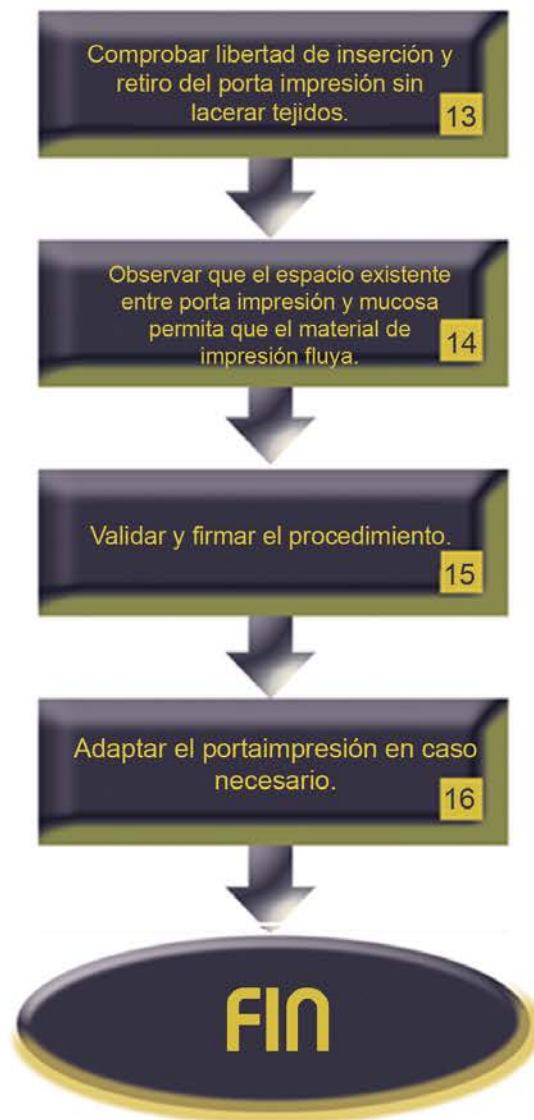 Comprobar libertad de inserción y
retiro del porta impresión sin
lacerar tejidos.
13
Observar que el espacio existente
entre porta impresión y mucosa
permita que el material de
impresión fluya.
14
Validar y firmar el procedimiento.
15
Adaptar el portaimpresión en caso
necesario.
16
FIN